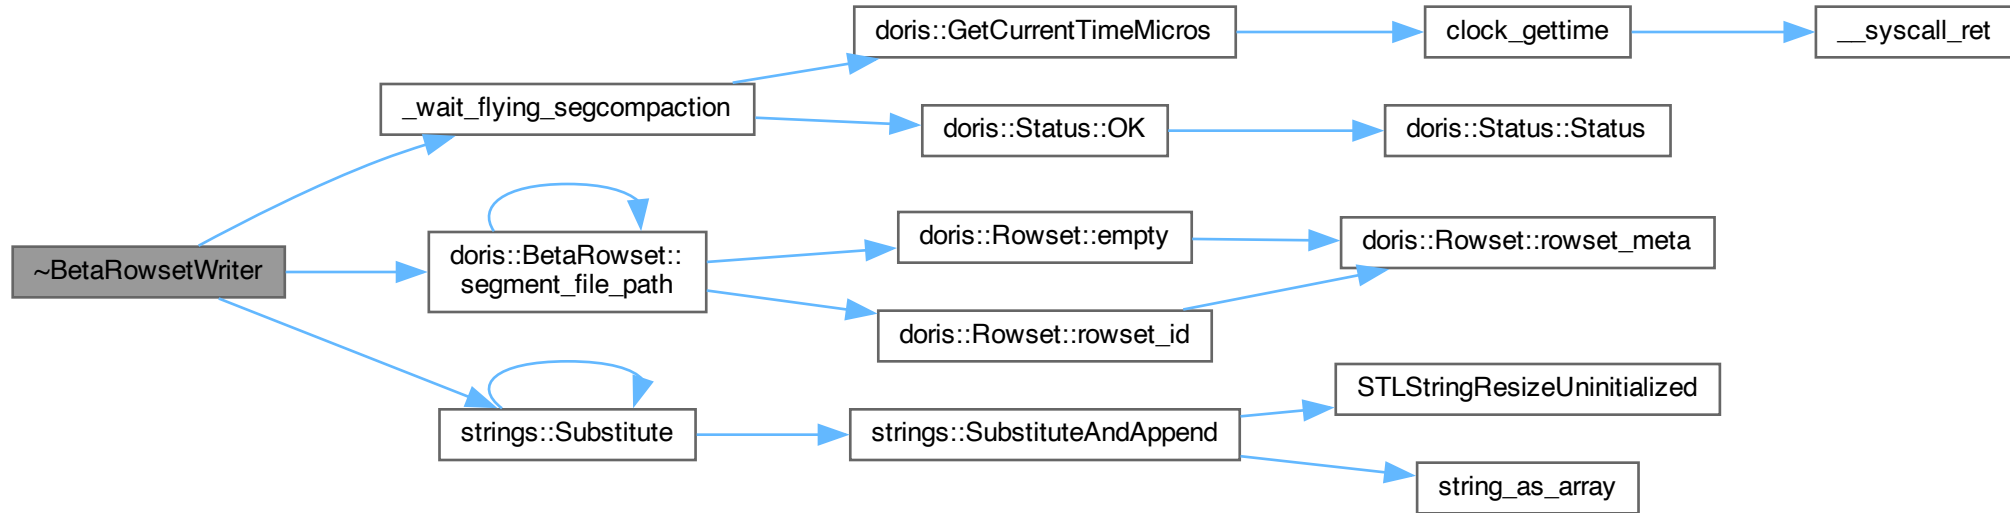 doris::GetCurrentTimeMicros
clock_gettime
__syscall_ret
_wait_flying_segcompaction
doris::Status::OK
doris::Status::Status
~BetaRowsetWriter
doris::BetaRowset::
segment_file_path
doris::Rowset::empty
doris::Rowset::rowset_meta
doris::Rowset::rowset_id
strings::Substitute
strings::SubstituteAndAppend
STLStringResizeUninitialized
string_as_array